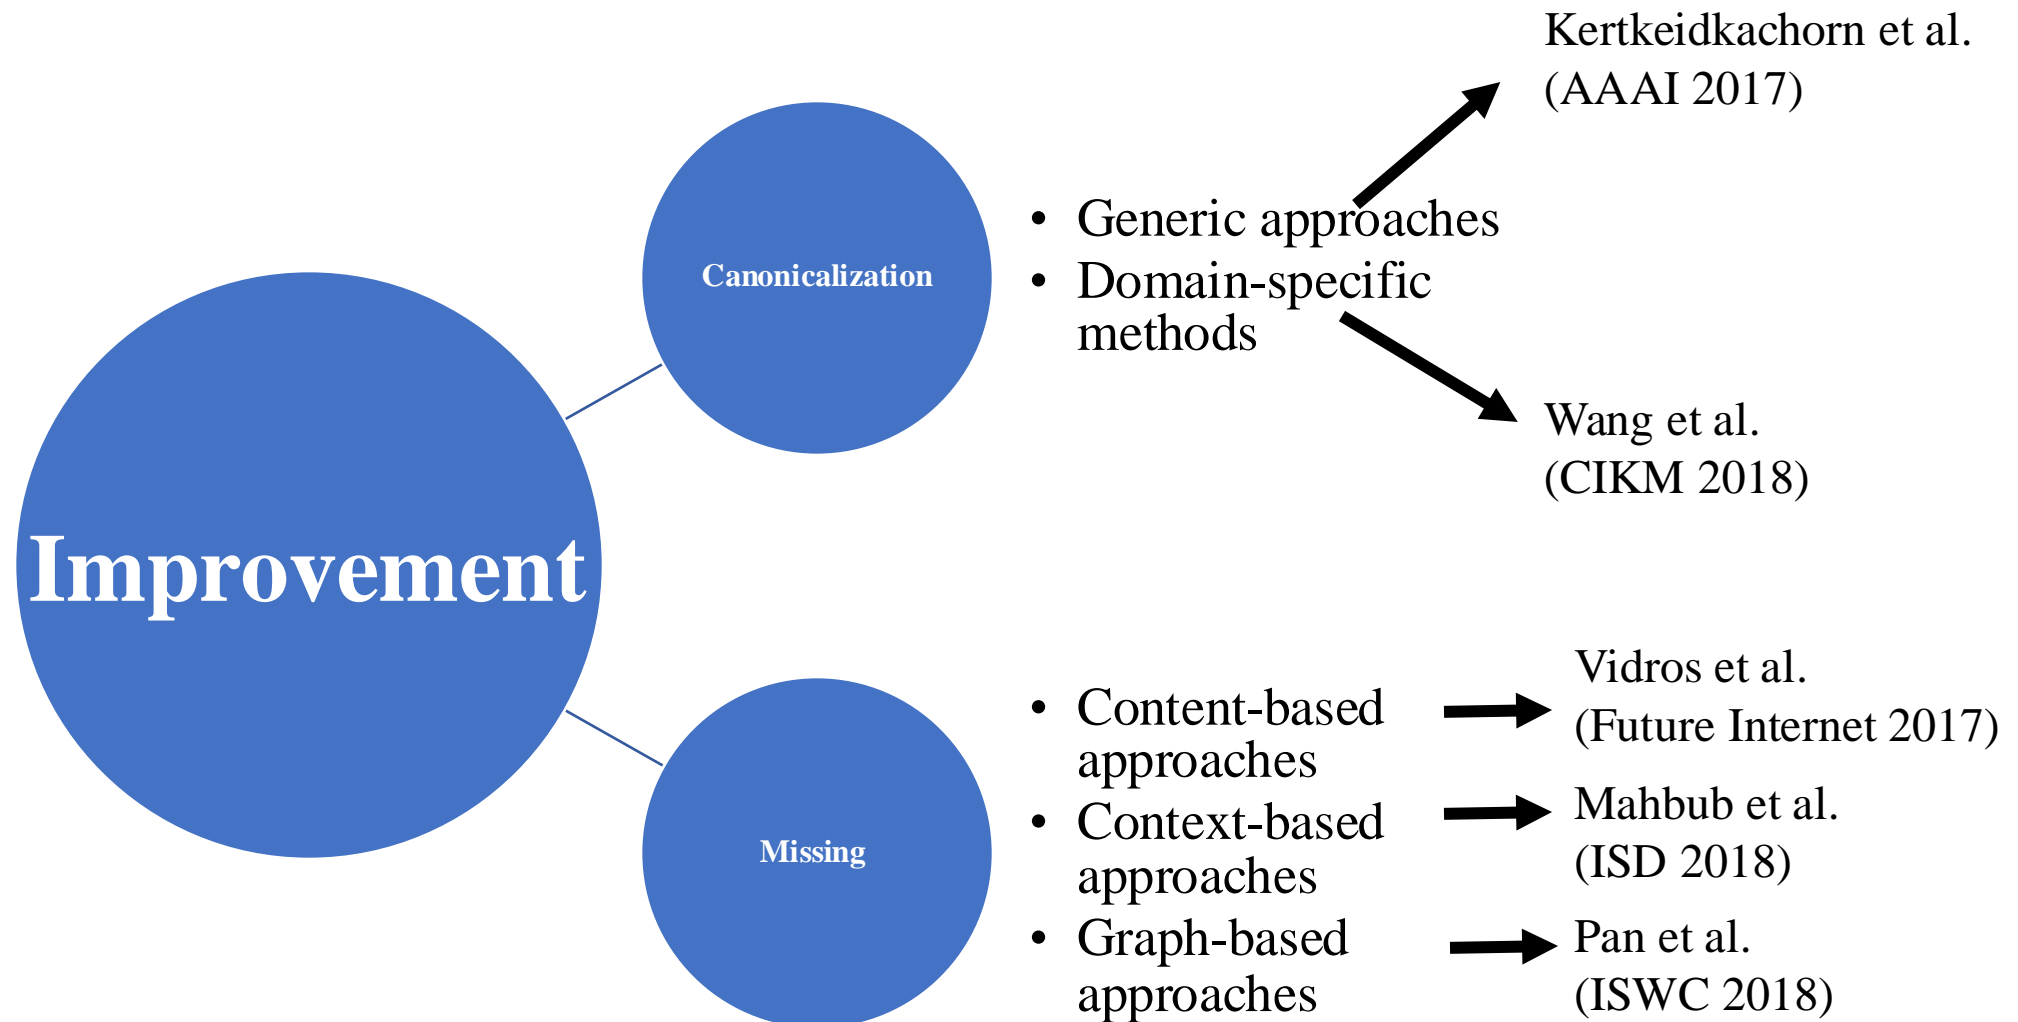 Improvement
Canonicalization
• Generic approaches
• Domain-specific
methods
Kertkeidkachorn et al.
(AAAI 2017)
Wang et al.
(CIKM 2018)
Missing
• Content-based
approaches
• Context-based
approaches
• Graph-based
approaches
Vidros et al.
(Future Internet 2017)
Mahbub et al.
(ISD 2018)
Pan et al.
(ISWC 2018)